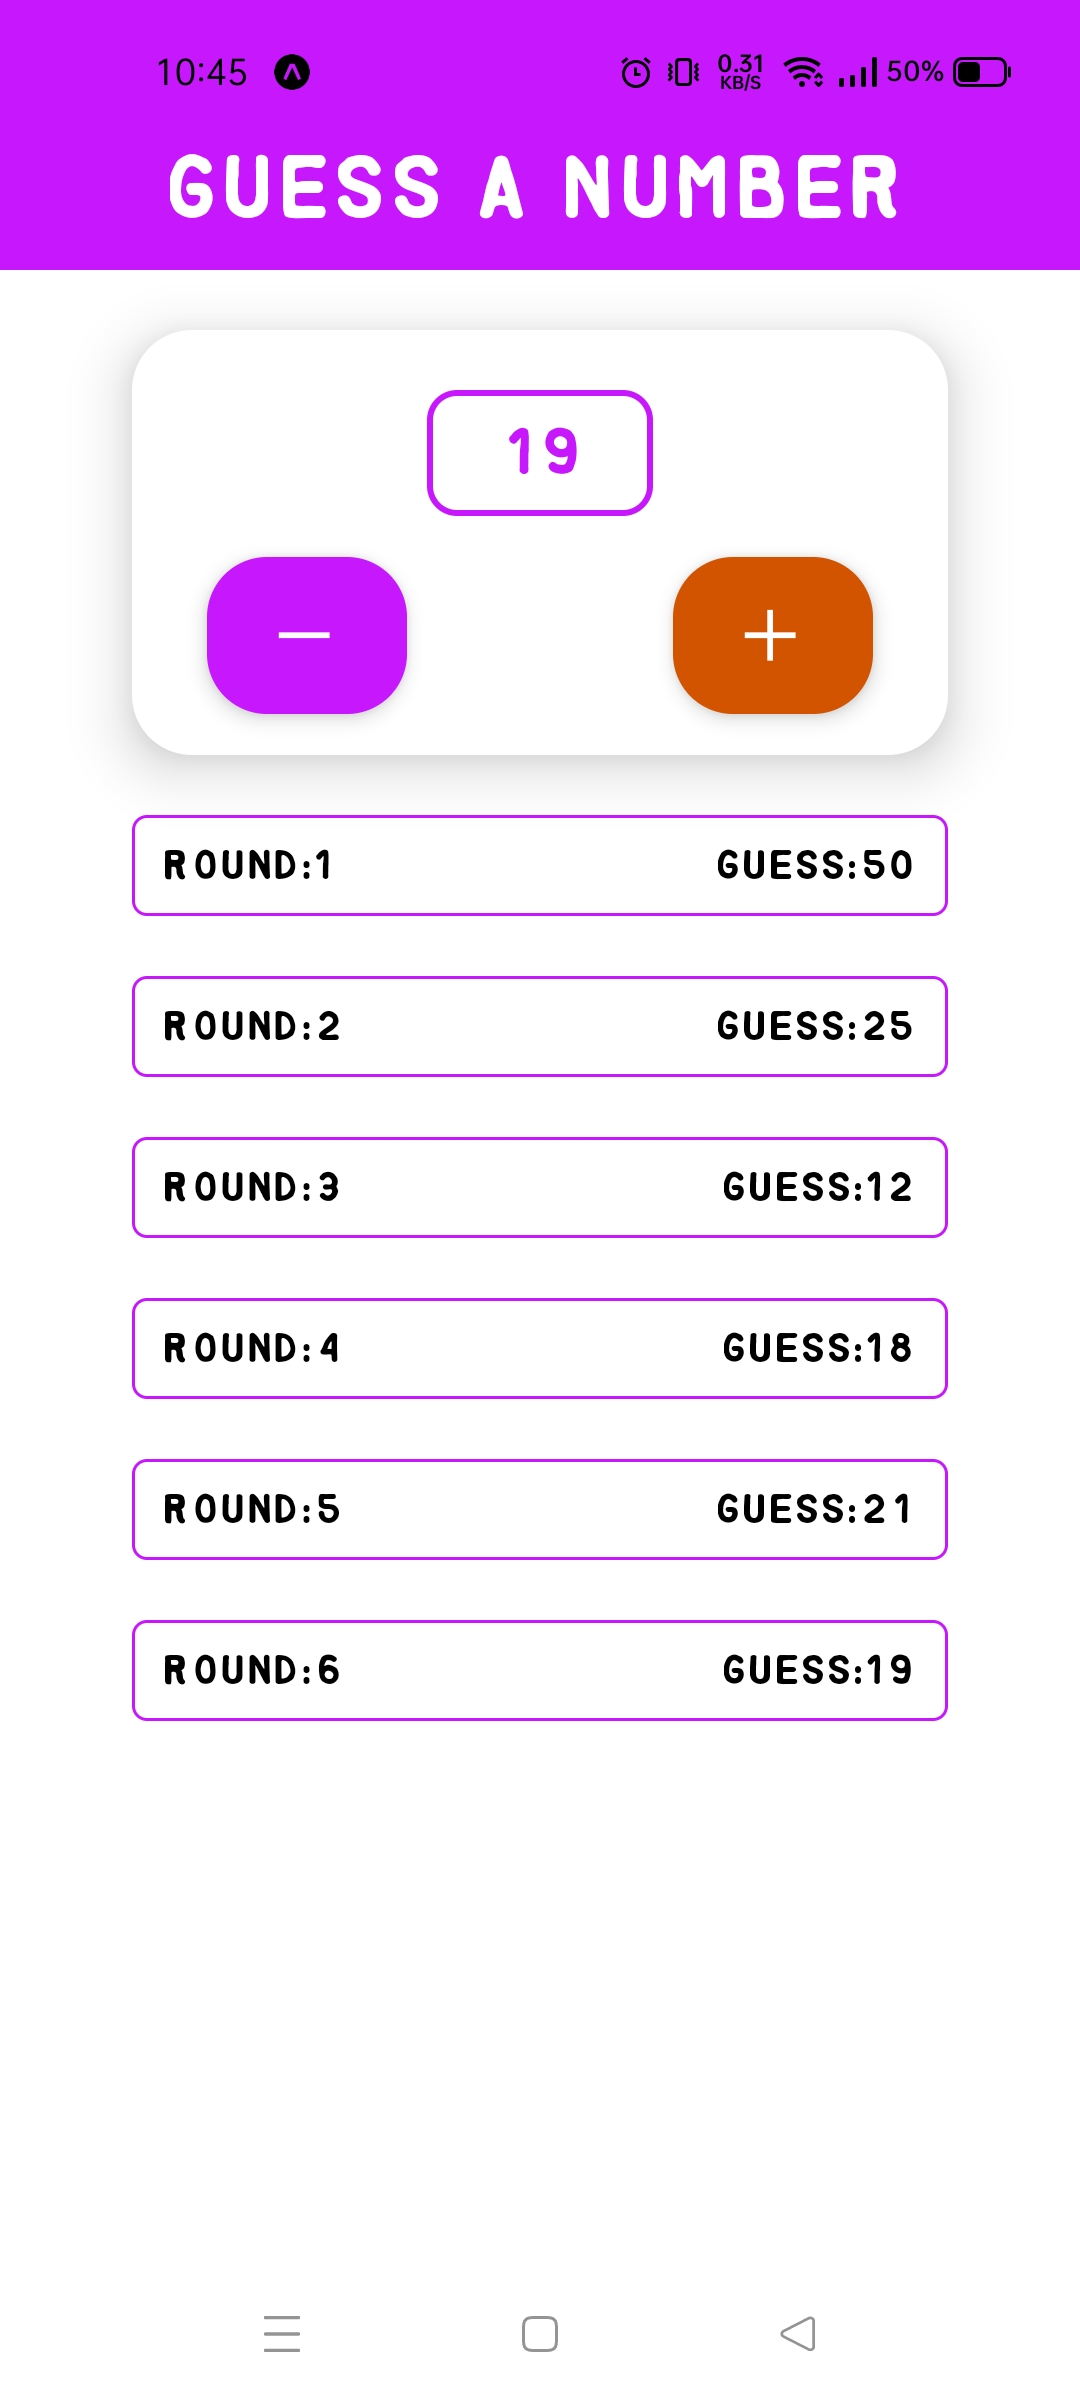 10:45 0.31 KB/S 50%
GUESS A NUMBER
19
− +
ROUND:1 GUESS:50
ROUND:2 GUESS:25
ROUND:3 GUESS:12
ROUND:4 GUESS:18
ROUND:5 GUESS:21
ROUND:6 GUESS:19